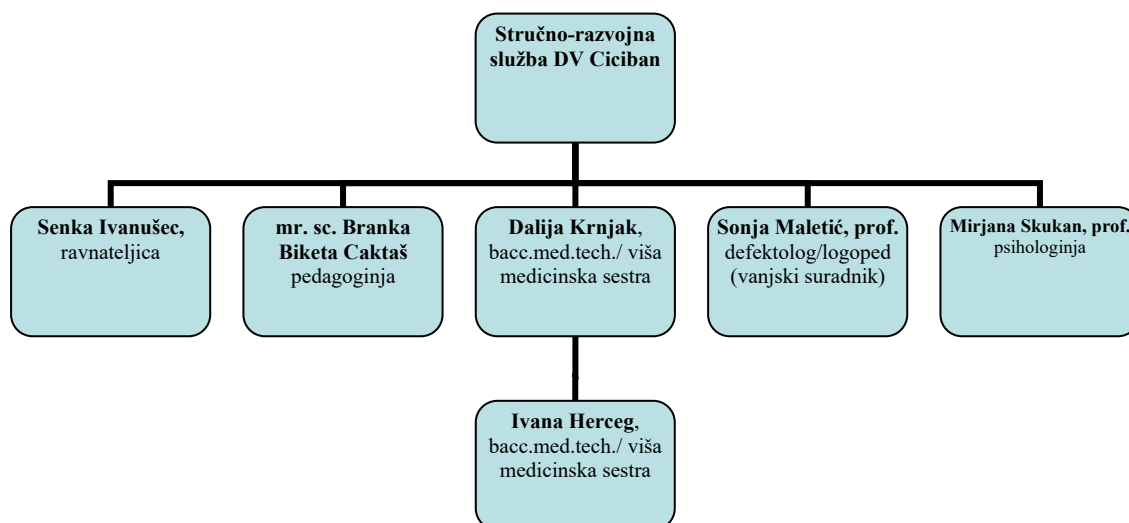 Stručno-razvojna
služba DV Ciciban
Senka Ivanušec,
ravnateljica
mr. sc. Branka
Biketa Caktaš
pedagoginja
Dalija Krnjak,
bacc.med.tech./ viša
medicinska sestra
Sonja Maletić, prof.
defektolog/logoped
(vanjski suradnik)
Mirjana Skukan, prof.
psihologinja
Ivana Herceg,
bacc.med.tech./ viša
medicinska sestra